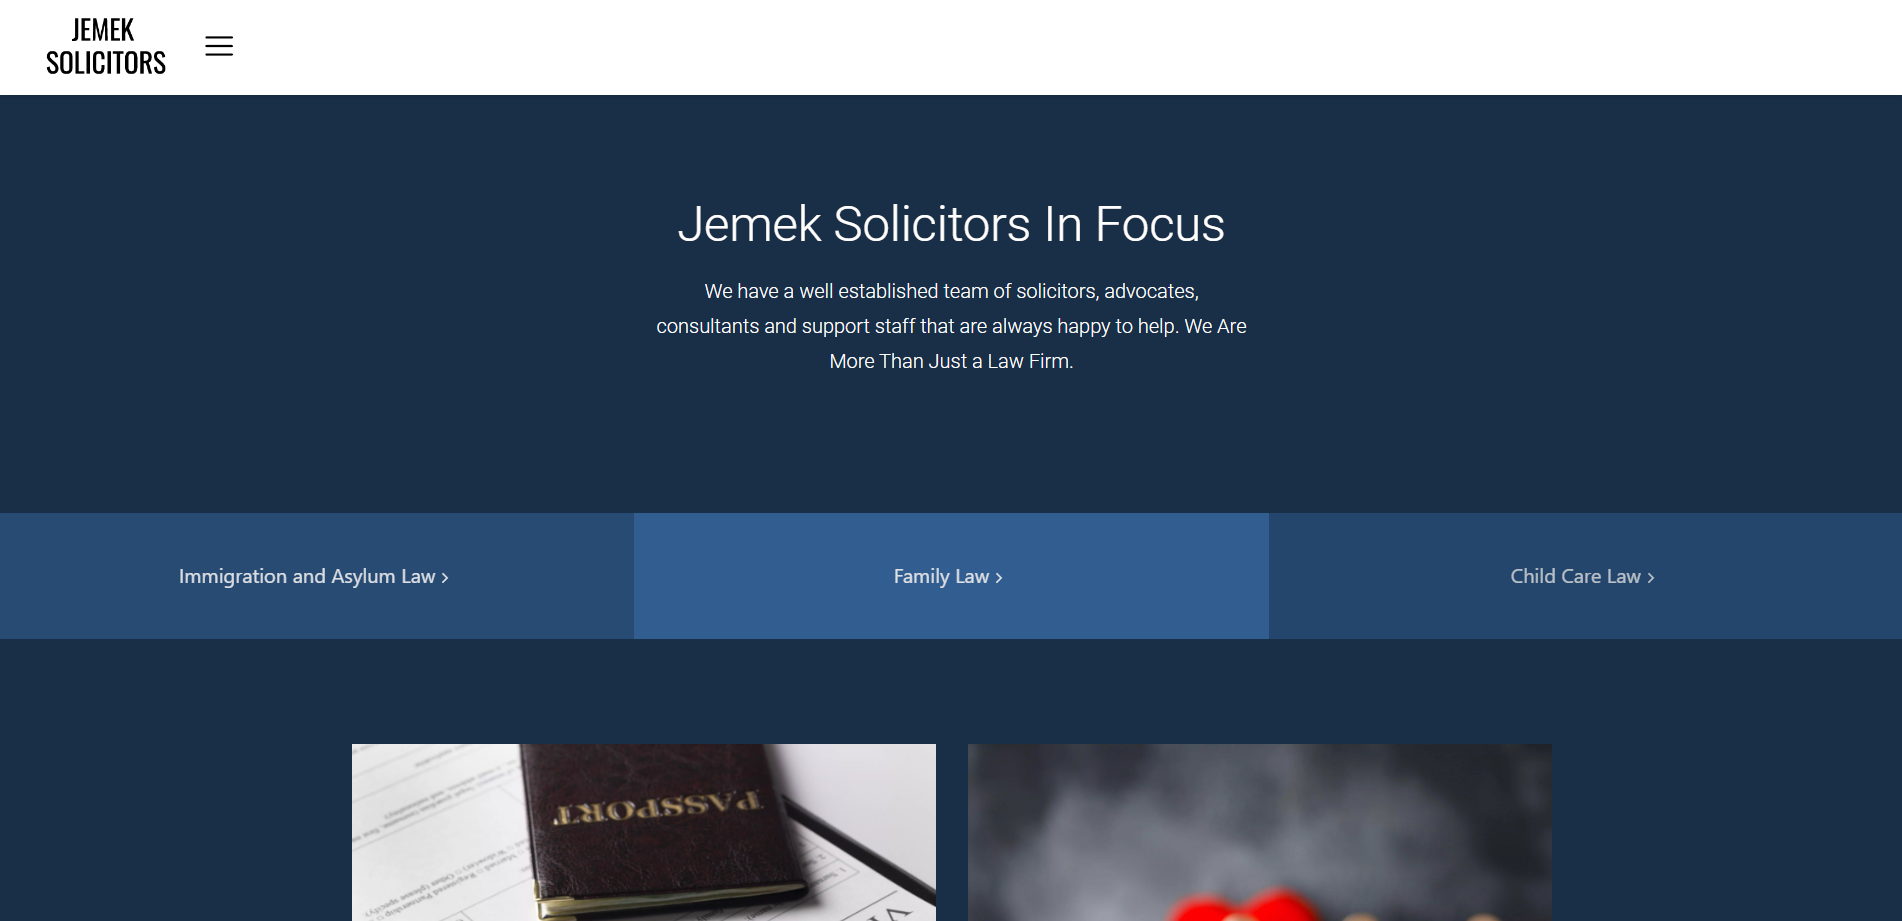 JEMEK
SOLICITORS
Jemek Solicitors In Focus
We have a well established team of solicitors, advocates,
consultants and support staff that are always happy to help. We Are
More Than Just a Law Firm.
Immigration and Asylum Law ›
Family Law ›
Child Care Law ›
PASSPORT